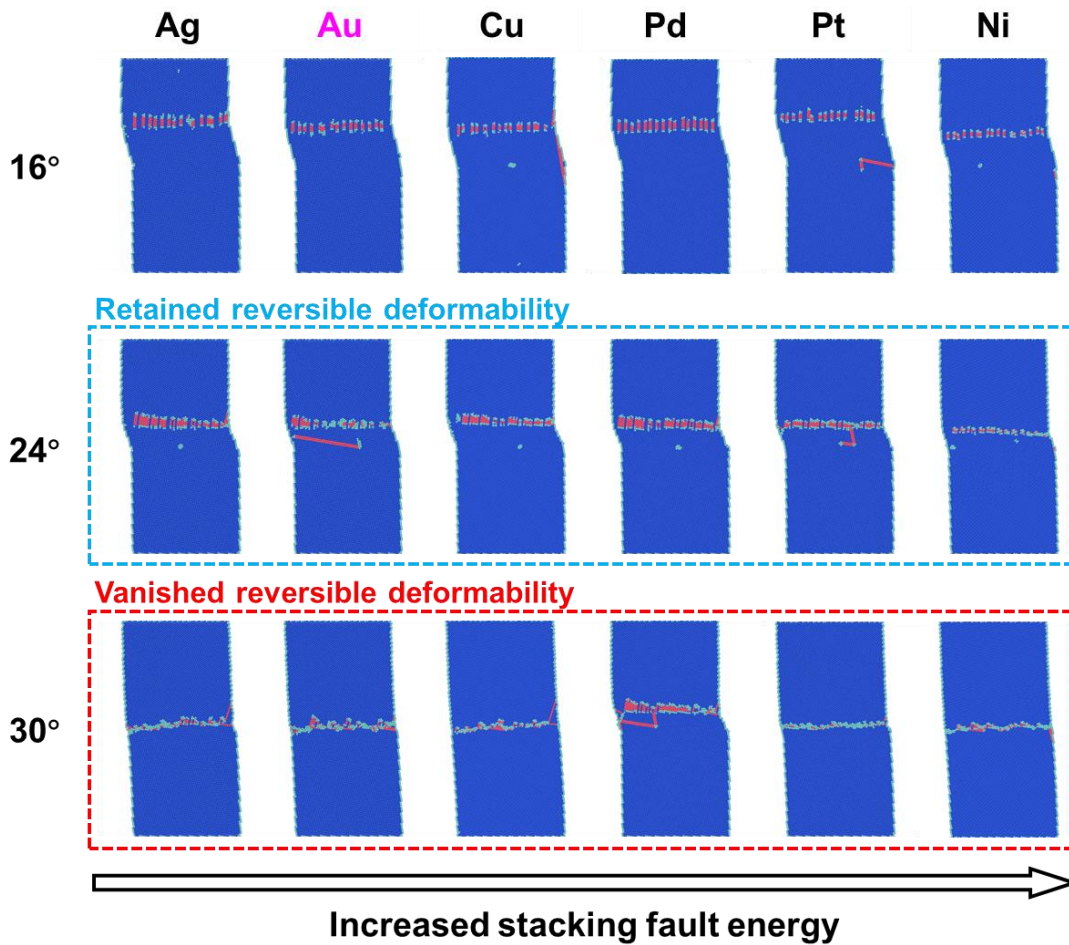 Ag Au Cu Pd Pt Ni
16°
Retained reversible deformability
24°
Vanished reversible deformability
30°
Increased stacking fault energy